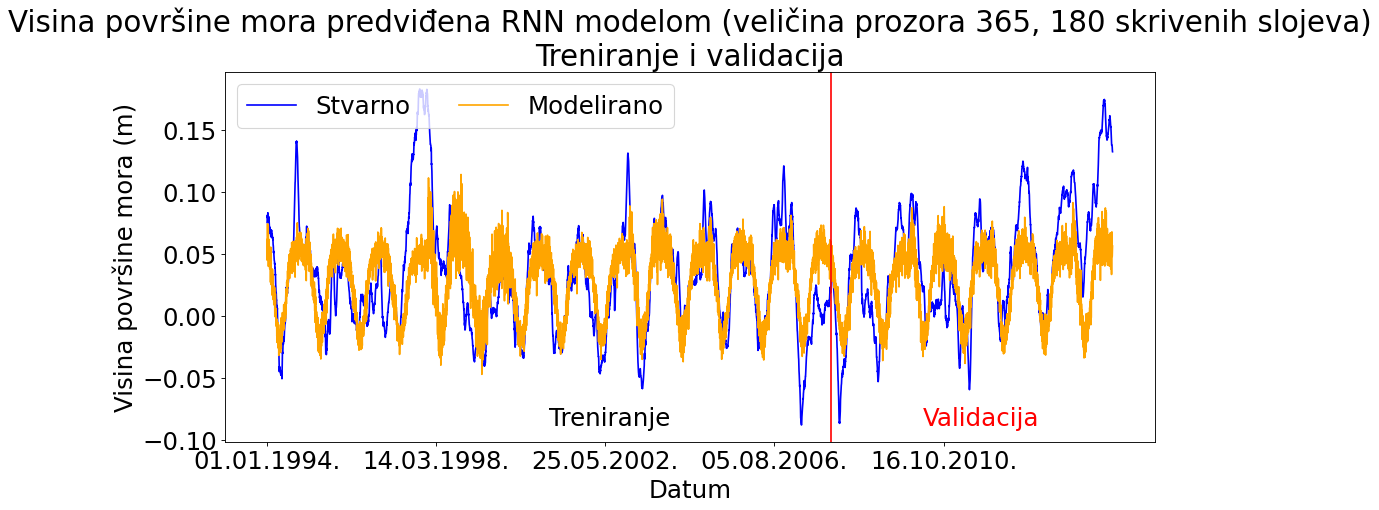 Visina površine mora predviđena RNN modelom (veličina prozora 365, 180 skrivenih slojeva)
Treniranje i validacija
Stvarno Modelirano
Visina površine mora (m)
0.15
0.10
0.05
0.00
−0.05
−0.10
Treniranje Validacija
01.01.1994. 14.03.1998. 25.05.2002. 05.08.2006. 16.10.2010.
Datum